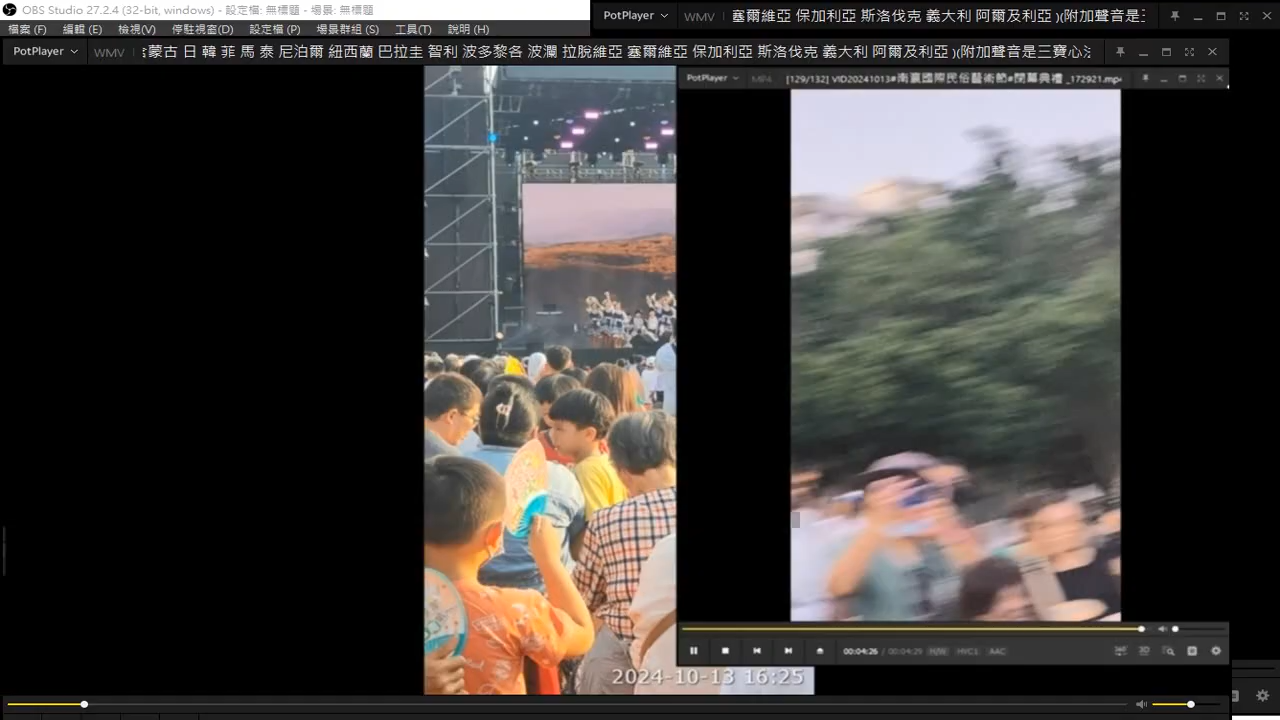 OBS Studio 27.2.4 (32-bit, windows) - 設定檔: 無標題 - 場景: 無標題
PotPlayer WMV 塞爾維亞 保加利亞 斯洛伐克 義大利 阿爾及利亞 )(附加聲音是三
檔案 (F) 編輯 (E) 檢視(V) 停駐視窗(D) 設定檔 (P) 場景群組 (S) 工具(T) 說明 (H)
PotPlayer WMV 蒙古 日 韓 菲 馬 泰 尼泊爾 紐西蘭 巴拉圭 智利 波多黎各 波瀾 拉脫維亞 塞爾維亞 保加利亞 斯洛伐克 義大利 阿爾及利亞 )(附加聲音是三寶心
PotPlayer MP4 [129/132] VID20241013#南瀛國際民俗藝術節#閉幕典禮 _172921.mp4
00:04:26 / 00:04:29 H/W HVC1 AAC
3D
2024-10-13 16:25